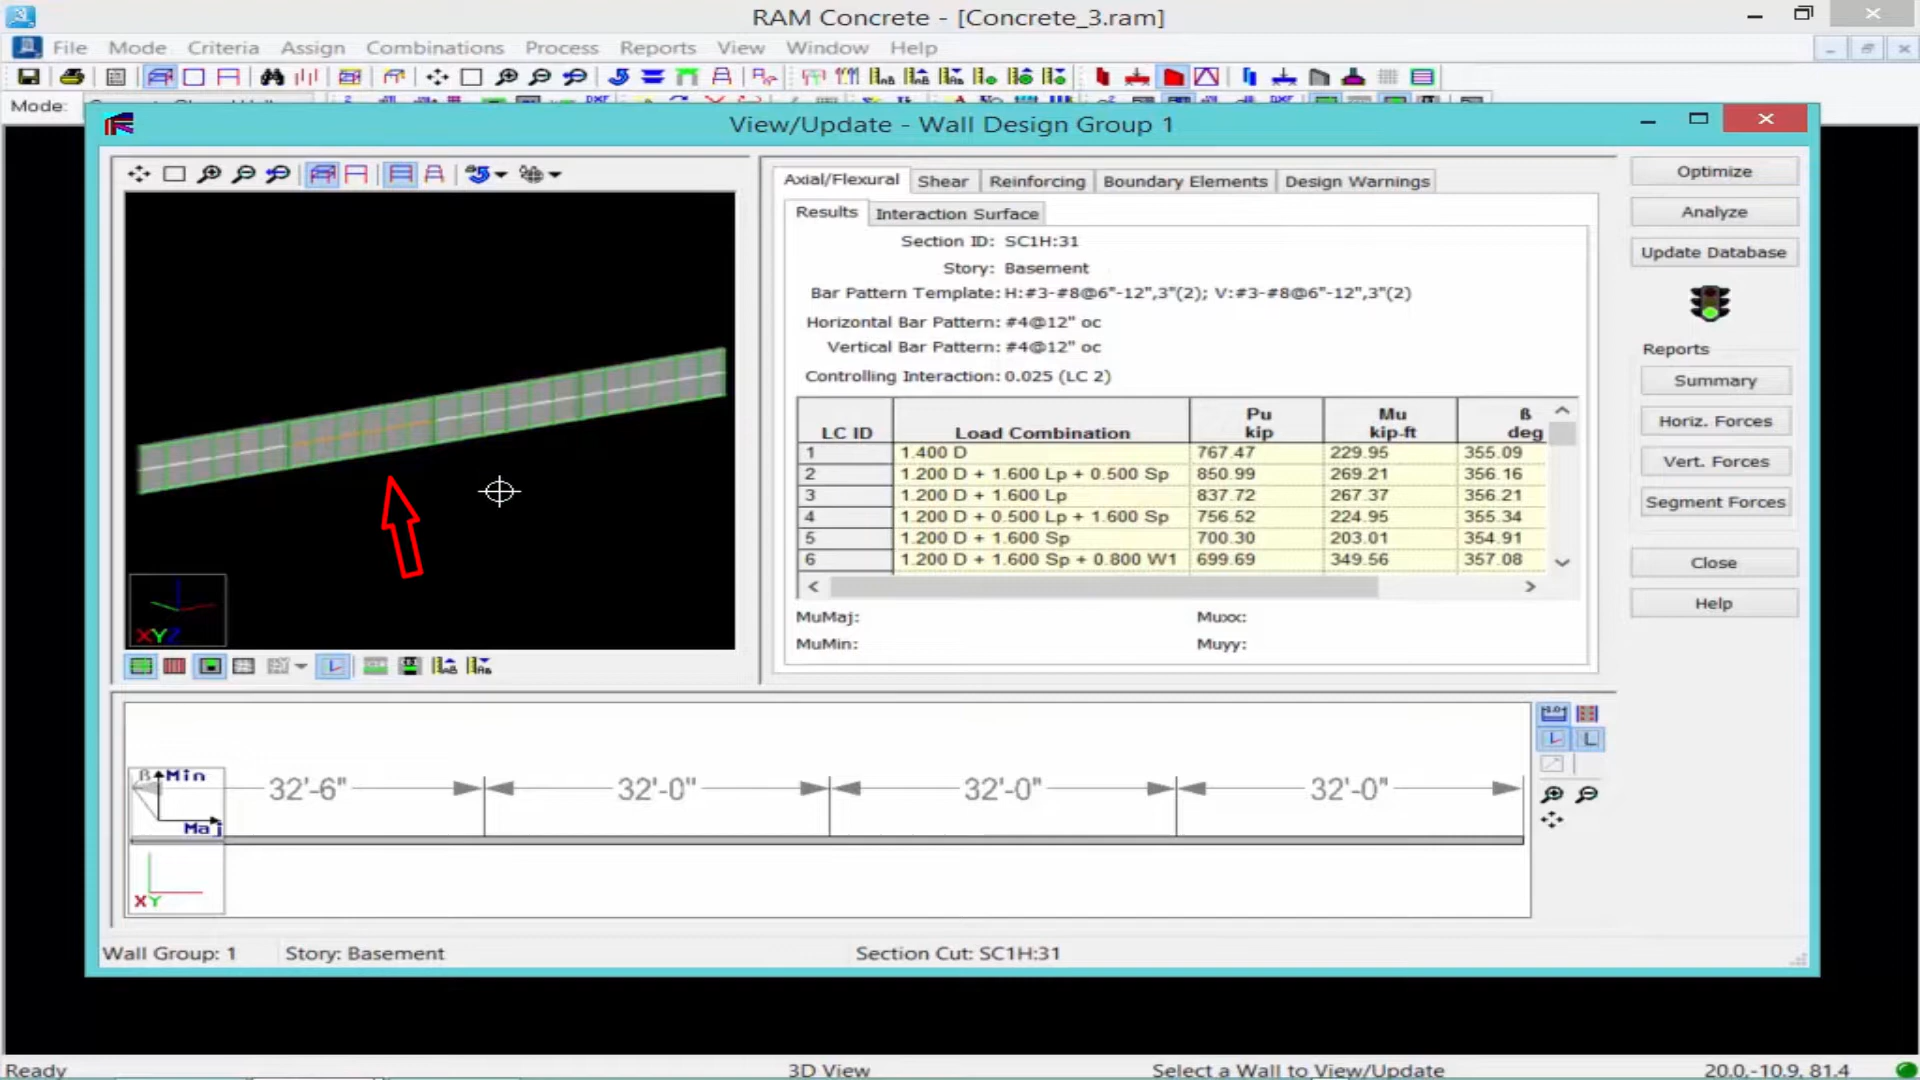 RAM Concrete - [Concrete_3.ram]
File Mode Criteria Assign Combinations Process Reports View Window Help
Mode:
View/Update - Wall Design Group 1
Axial/Flexural Shear Reinforcing Boundary Elements Design Warnings
Results Interaction Surface
Section ID: SC1H:31
Story: Basement
Bar Pattern Template: H:#3-#8@6"-12",3"(2); V:#3-#8@6"-12",3"(2)
Horizontal Bar Pattern: #4@12" oc
Vertical Bar Pattern: #4@12" oc
Controlling Interaction: 0.025 (LC 2)
LC ID Load Combination Pu kip Mu kip-ft ß deg
1 1.400 D 767.47 229.95 355.09
2 1.200 D + 1.600 Lp + 0.500 Sp 850.99 269.21 356.16
3 1.200 D + 1.600 Lp 837.72 267.37 356.21
4 1.200 D + 0.500 Lp + 1.600 Sp 756.52 224.95 355.34
5 1.200 D + 1.600 Sp 700.30 203.01 354.91
6 1.200 D + 1.600 Sp + 0.800 W1 699.69 349.56 357.08
MuMaj: Muxx:
MuMin: Muyy:
Optimize
Analyze
Update Database
Reports
Summary
Horiz. Forces
Vert. Forces
Segment Forces
Close
Help
XYZ
ß Min
Maj
32'-6" 32'-0" 32'-0" 32'-0"
XY
Wall Group: 1 Story: Basement Section Cut: SC1H:31
Ready 3D View Select a Wall to View/Update 20.0,-10.9, 81.4